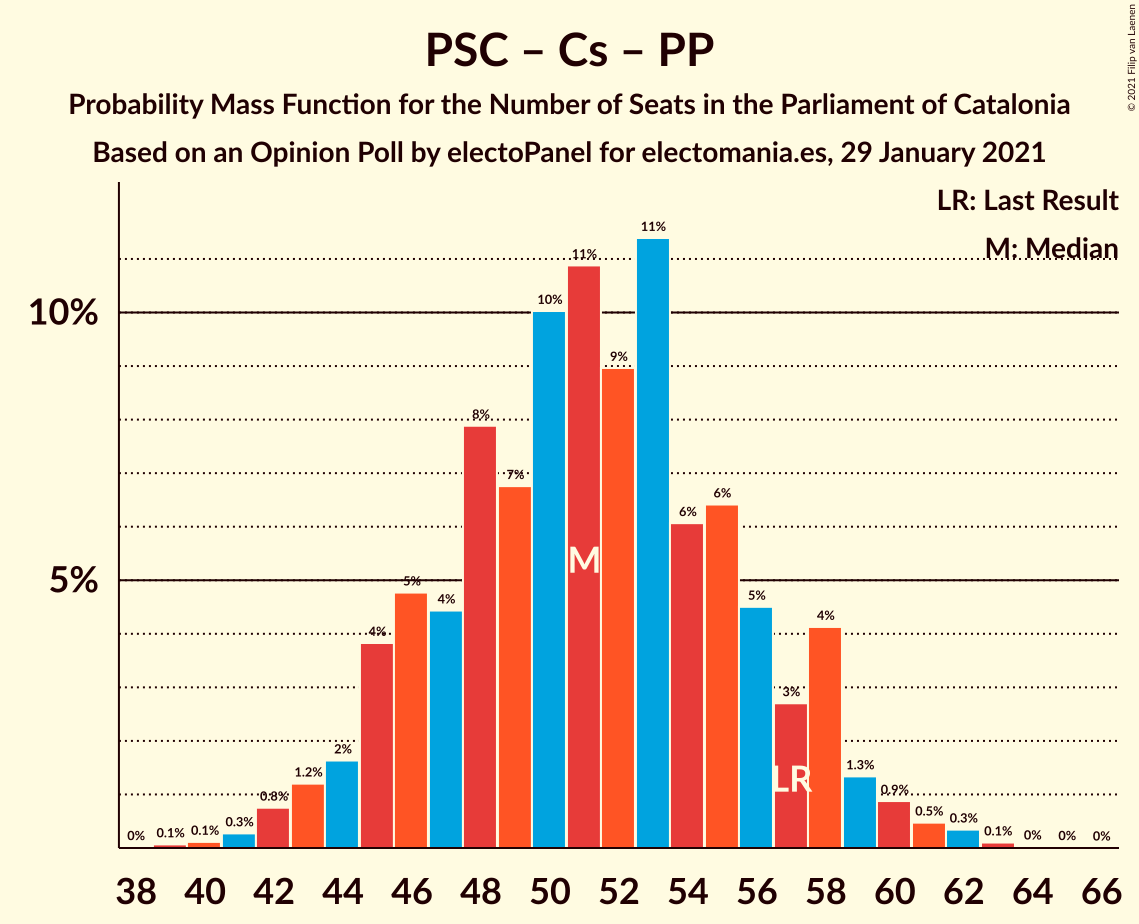 PSC – Cs – PP
Probability Mass Function for the Number of Seats in the Parliament of Catalonia
Based on an Opinion Poll by electoPanel for electomania.es, 29 January 2021
© 2021 Filip van Laenen
LR: Last Result
M: Median
10%
5%
0% 0.1% 0.1% 0.3% 0.8% 1.2% 2% 4% 5% 4% 8% 7% 10% 11% 9% 11% 6% 6% 5% 3% 4% 1.3% 0.9% 0.5% 0.3% 0.1% 0% 0% 0%
M
LR
38 40 42 44 46 48 50 52 54 56 58 60 62 64 66